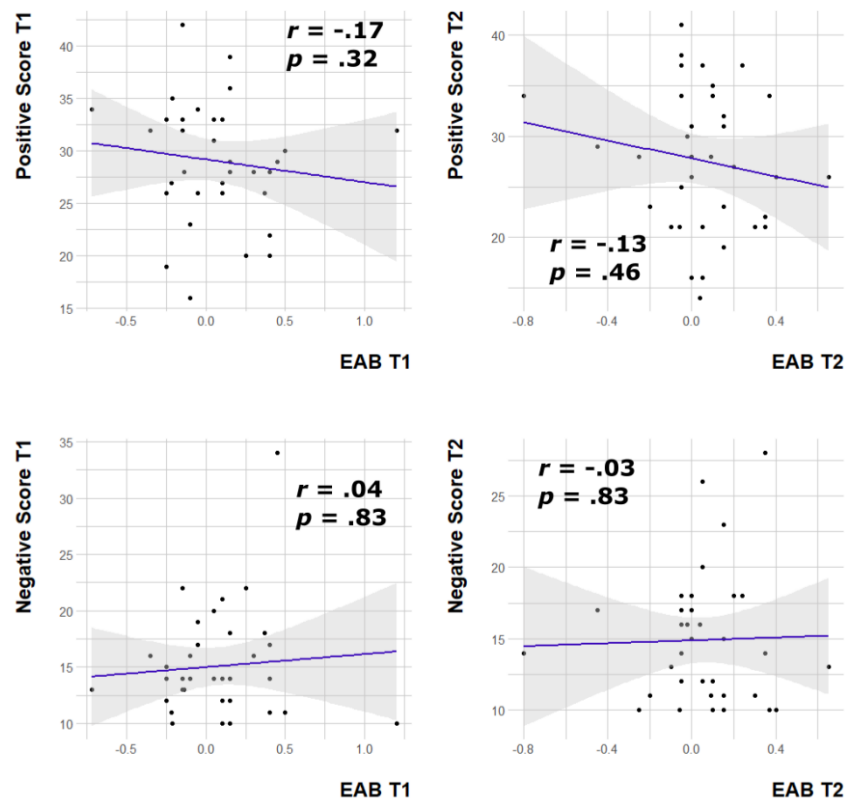 Positive Score T1
40
35
30
25
20
15
r = -.17
p = .32
-0.5
0.0
0.5
1.0
EAB T1
Positive Score T2
40
30
20
r = -.13
p = .46
-0.8
-0.4
0.0
0.4
EAB T2
Negative Score T1
35
30
25
20
15
10
r = .04
p = .83
-0.5
0.0
0.5
1.0
EAB T1
Negative Score T2
25
20
15
10
r = -.03
p = .83
-0.8
-0.4
0.0
0.4
EAB T2